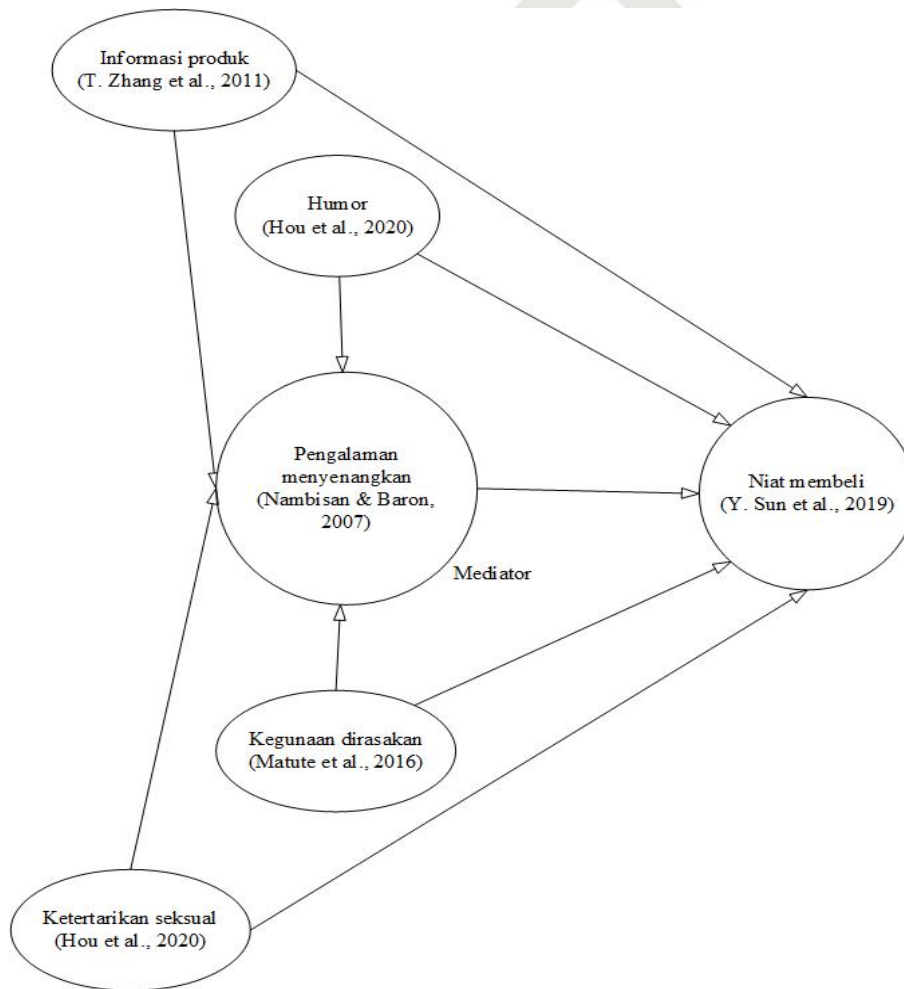 Informasi produk
(T. Zhang et al., 2011)
Humor
(Hou et al., 2020)
Pengalaman
menyenangkan
(Nambisan & Baron,
2007)
Niat membeli
(Y. Sun et al., 2019)
Mediator
Kegunaan dirasakan
(Matute et al., 2016)
Ketertarikan seksual
(Hou et al., 2020)